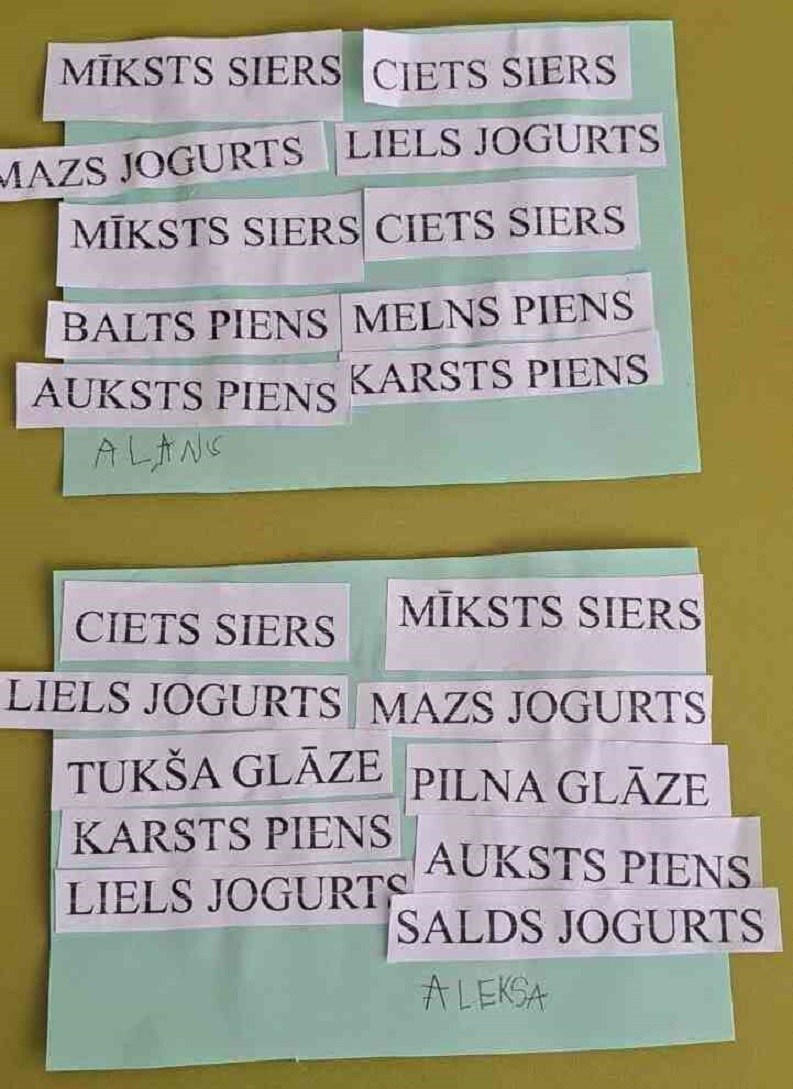 MĪKSTS SIERS CIETS SIERS
MAZS JOGURTS LIELS JOGURTS
MĪKSTS SIERS CIETS SIERS
BALTS PIENS MELNS PIENS
AUKSTS PIENS KARSTS PIENS
ALANS
CIETS SIERS MĪKSTS SIERS
LIELS JOGURTS MAZS JOGURTS
TUKŠA GLĀZE PILNA GLĀZE
KARSTS PIENS AUKSTS PIENS
LIELS JOGURTS SALDS JOGURTS
ALEKSA